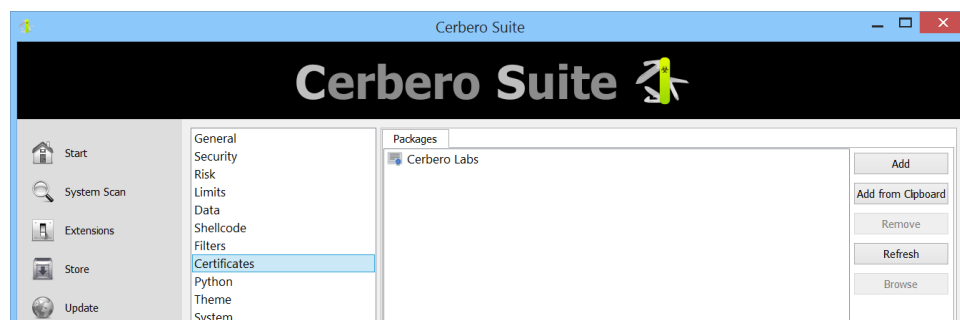 Cerbero Suite
Cerbero Suite
Start
System Scan
Extensions
Store
Update
General
Security
Risk
Limits
Data
Shellcode
Filters
Certificates
Python
Theme
System
Packages
Cerbero Labs
Add
Add from Clipboard
Remove
Refresh
Browse